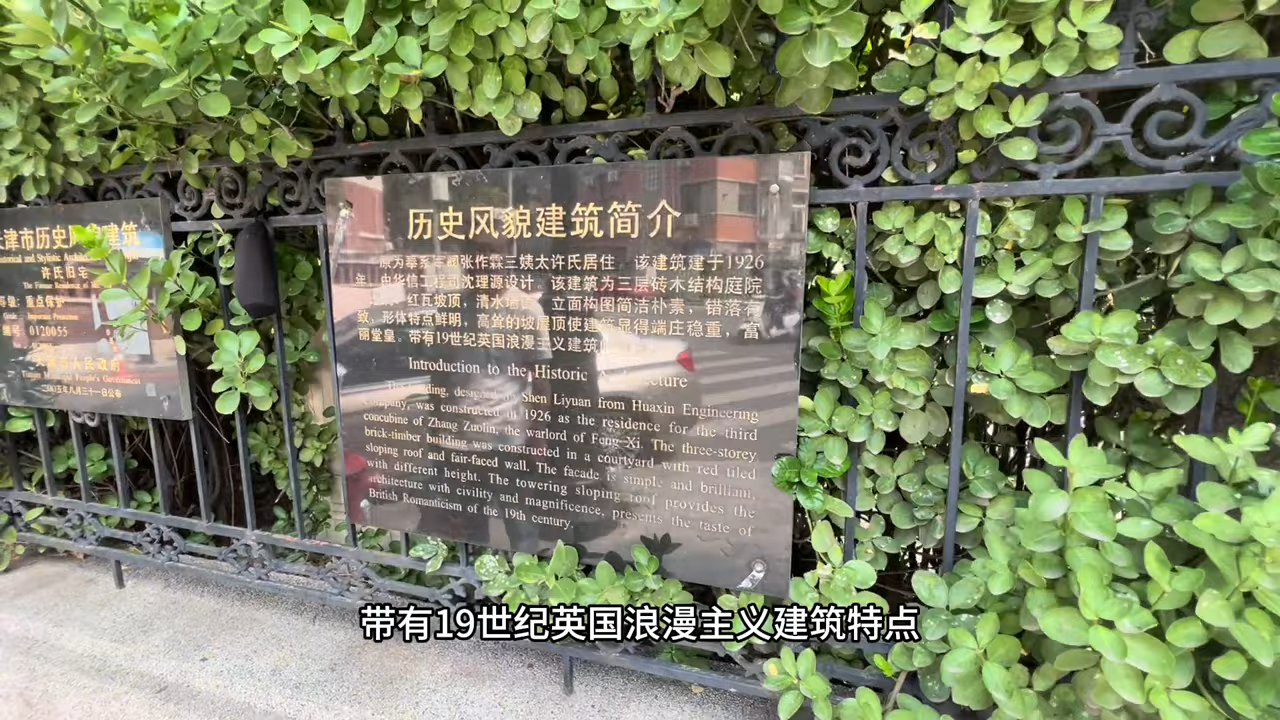 津市历史风貌建筑
许氏旧宅
等级：重点保护
编号 0120055
人民政府
历史风貌建筑简介
原为奉系军阀张作霖三姨太许氏居住 该建筑建于1926
年 由华信工程司沈理源设计。该建筑为三层砖木结构庭院
红瓦坡顶，清水墙 立面构图简洁朴素，错落有
致，形体特点鲜明，高耸的坡屋顶使建筑显得端庄稳重，富
丽堂皇。带有19世纪英国浪漫主义建筑
Introduction to the Historic
building, designed Shen Liyuan from Huaxin Engineering
Company, was constructed in 1926 as the residence for the third
concubine of Zhang Zuolin, the warlord of Feng Xi. The three-storey
brick-timber building was constructed in a courtyard with red tiled
sloping roof and fair-faced wall. The facade is simple and brilliant,
with different height. The towering sloping roof provides the
architecture with civility and magnificence, presents the taste of
British Romanticism of the 19th century.
带有19世纪英国浪漫主义建筑特点